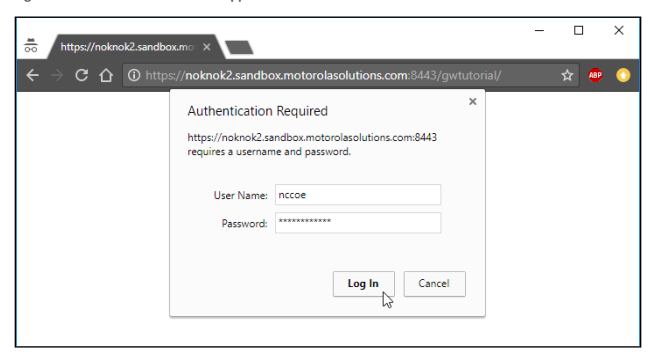 https://noknok2.sandbox.mo
https://noknok2.sandbox.motorolasolutions.com:8443/gwtutorial/
ABP
Authentication Required
https://noknok2.sandbox.motorolasolutions.com:8443
requires a username and password.
User Name: nccoe
Password: ************
Log In Cancel